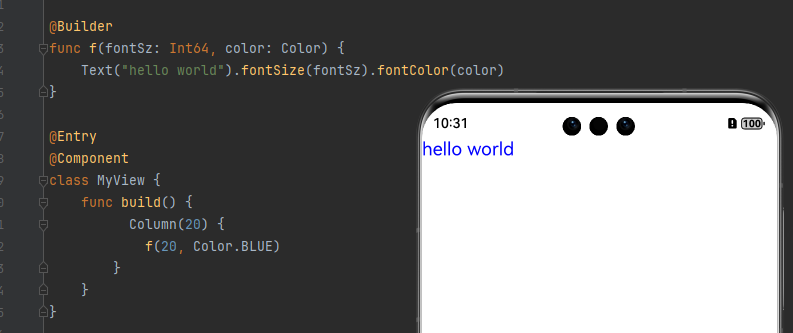 @Builder
func f(fontSz: Int64, color: Color) {
Text("hello world").fontSize(fontSz).fontColor(color)
}
@Entry
@Component
class MyView {
func build() {
Column(20) {
f(20, Color.BLUE)
}
}
}
10:31
100
hello world